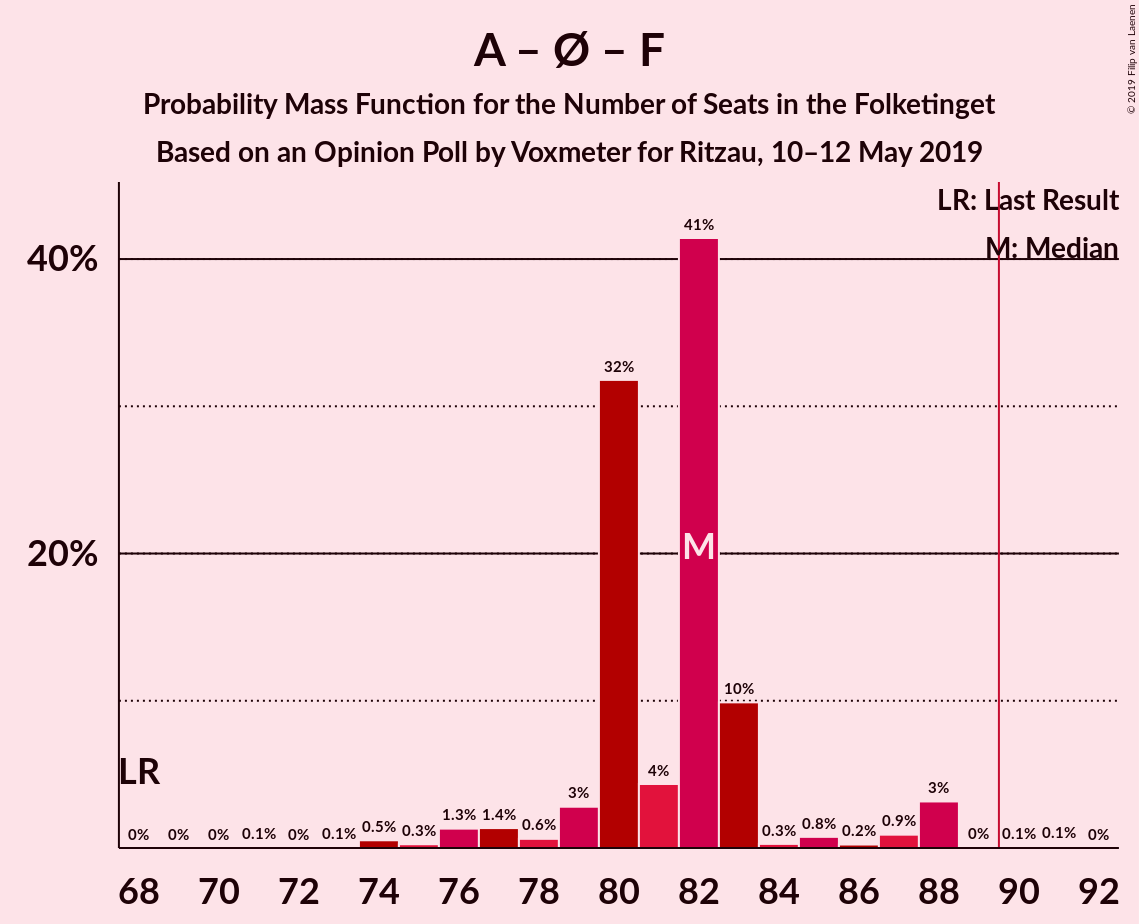 A – Ø – F
Probability Mass Function for the Number of Seats in the Folketinget
Based on an Opinion Poll by Voxmeter for Ritzau, 10–12 May 2019
© 2019 Filip van Laenen
LR: Last Result
M: Median
41%
40%
32%
20%
M
10%
LR
4%
3%
3%
0% 0% 0% 0.1% 0% 0.1% 0.5% 0.3% 1.3% 1.4% 0.6% 0.3% 0.8% 0.2% 0.9% 0% 0.1% 0.1% 0%
68 70 72 74 76 78 80 82 84 86 88 90 92